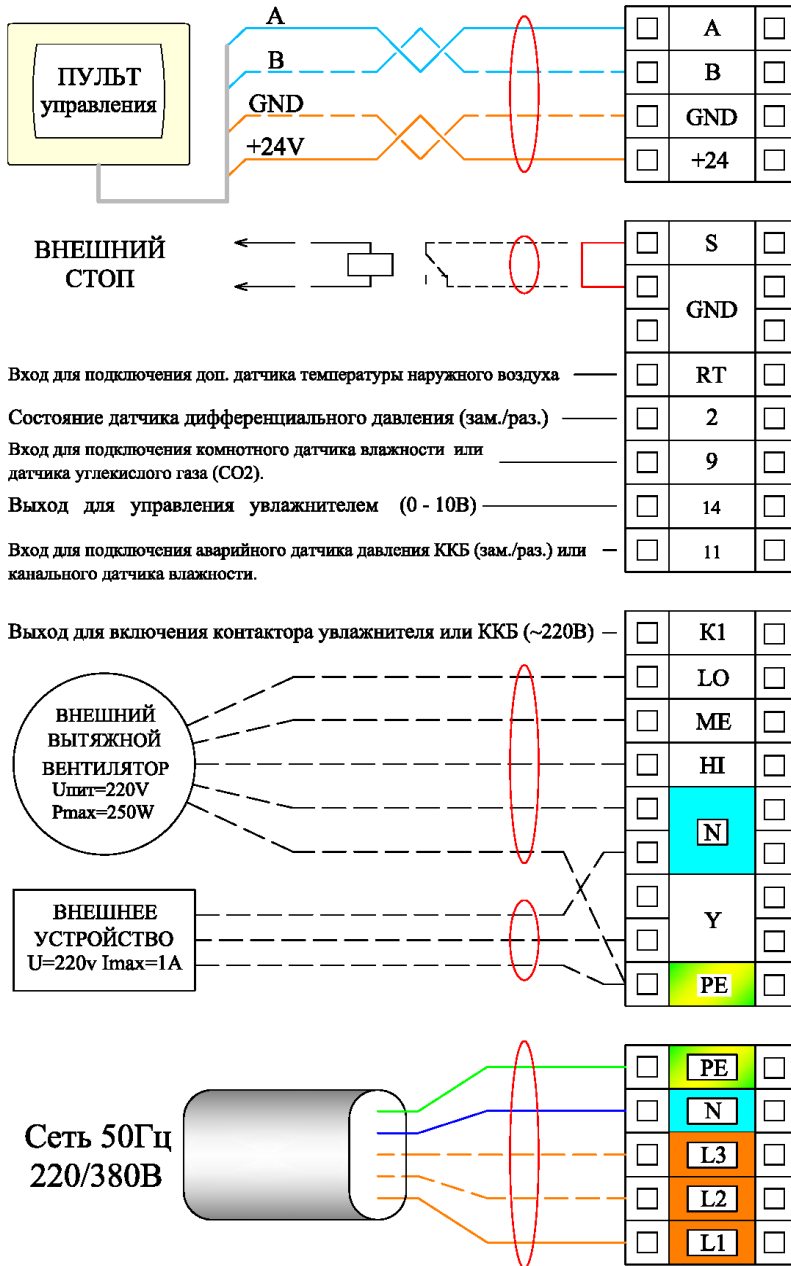 A
A
ПУЛЬТ
управления
B
B
GND
GND
+24V
+24
ВНЕШНИЙ
СТОП
S
GND
Вход для подключения доп. датчика температуры наружного воздуха
RT
Состояние датчика дифференциального давления (зам./раз.)
2
Вход для подключения комнотного датчика влажности или
датчика углекислого газа (СО2).
9
Выход для управления увлажнителем (0 - 10В)
14
Вход для подключения аварийного датчика давления ККБ (зам./раз.) или
канального датчика влажности.
11
Выход для включения контактора увлажнителя или ККБ (~220В)
K1
LO
ВНЕШНИЙ
ВЫТЯЖНОЙ
ВЕНТИЛЯТОР
Uпит=220V
Pmax=250W
ME
HI
N
ВНЕШНЕЕ
УСТРОЙСТВО
U=220v Imax=1A
Y
PE
PE
N
Сеть 50Гц
220/380В
L3
L2
L1